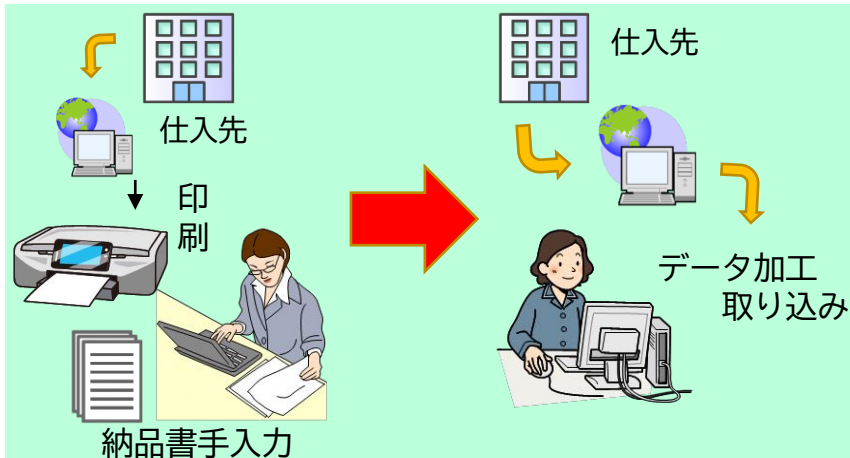 仕入先
印
刷
納品書手入力
仕入先
データ加工
取り込み